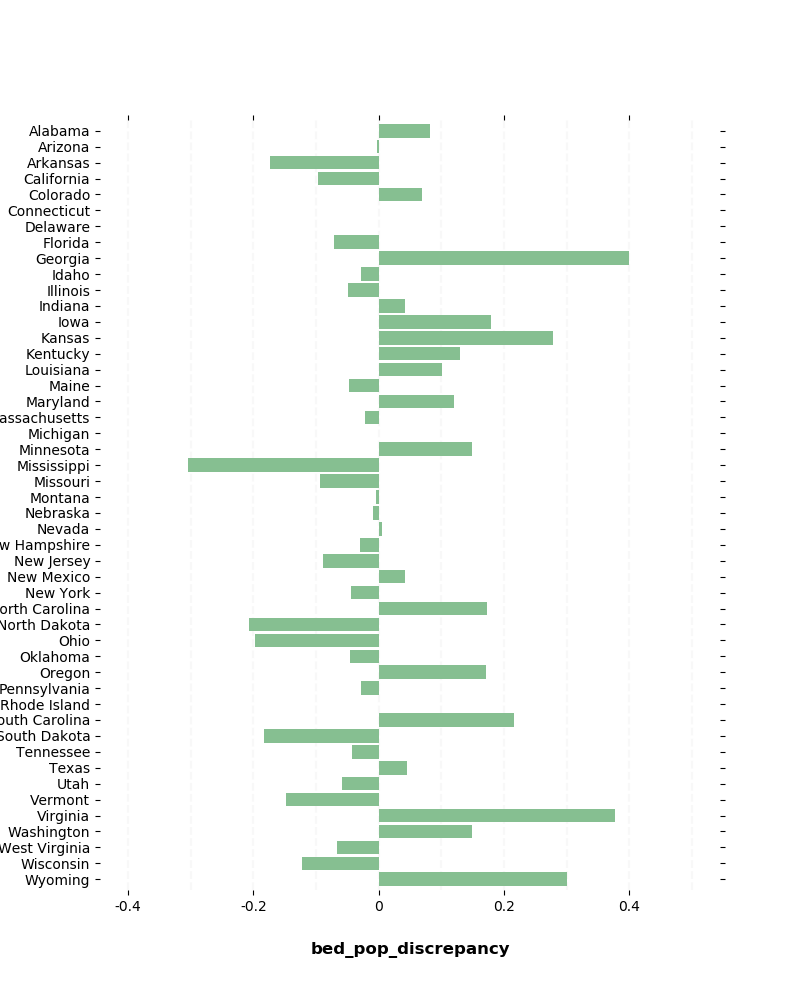 Alabama
Arizona
Arkansas
California
Colorado
Connecticut
Delaware
Florida
Georgia
Idaho
Illinois
Indiana
Iowa
Kansas
Kentucky
Louisiana
Maine
Maryland
assachusetts
Michigan
Minnesota
Mississippi
Missouri
Montana
Nebraska
Nevada
w Hampshire
New Jersey
New Mexico
New York
orth Carolina
North Dakota
Ohio
Oklahoma
Oregon
Pennsylvania
Rhode Island
outh Carolina
South Dakota
Tennessee
Texas
Utah
Vermont
Virginia
Washington
West Virginia
Wisconsin
Wyoming
-0.4 -0.2 0 0.2 0.4
bed_pop_discrepancy